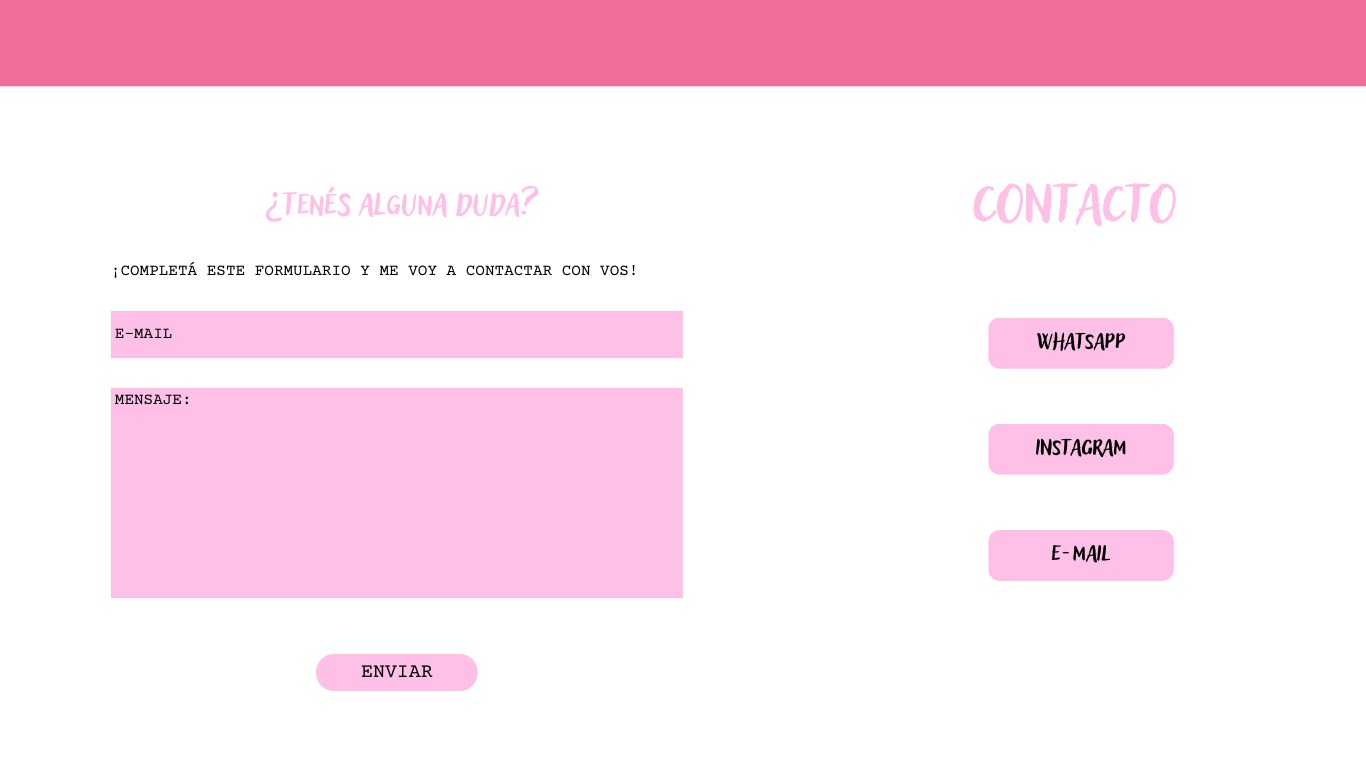 ¿TENÉS ALGUNA DUDA?
¡COMPLETÁ ESTE FORMULARIO Y ME VOY A CONTACTAR CON VOS!
E-MAIL
MENSAJE:
ENVIAR
CONTACTO
WHATSAPP
INSTAGRAM
E-MAIL